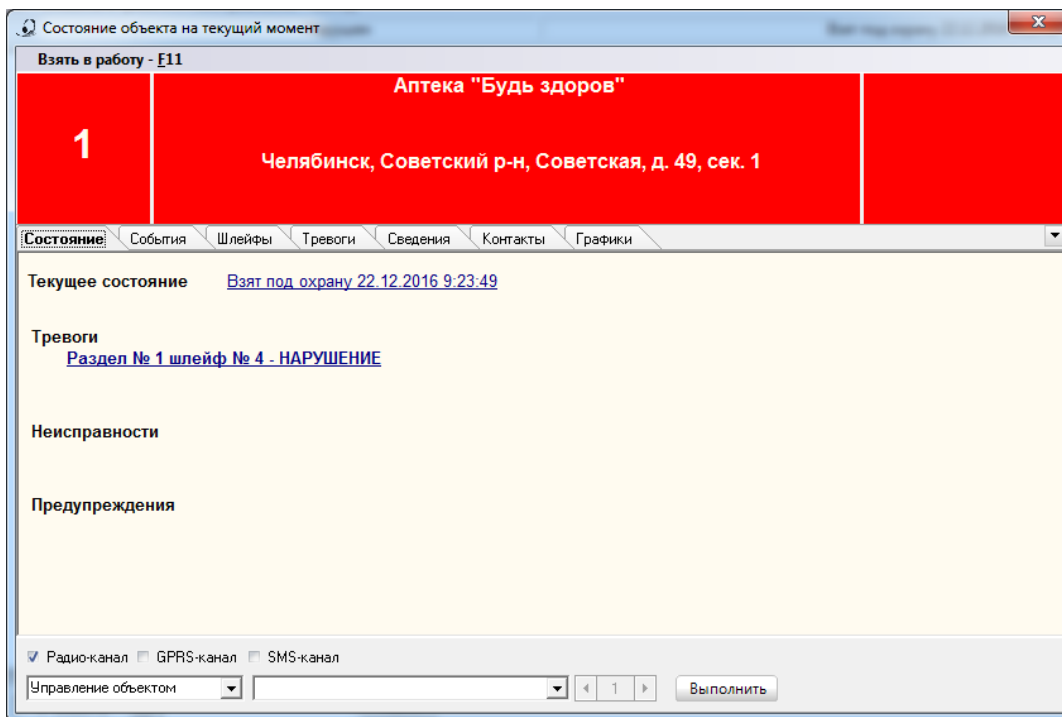 Состояние объекта на текущий момент
Взять в работу - F11
1
Аптека "Будь здоров"
Челябинск, Советский р-н, Советская, д. 49, сек. 1
Состояние События Шлейфы Тревоги Сведения Контакты Графики
Текущее состояние Взят под охрану 22.12.2016 9:23:49
Тревоги
Раздел № 1 шлейф № 4 - НАРУШЕНИЕ
Неисправности
Предупреждения
Радио-канал GPRS-канал SMS-канал
Управление объектом 1 Выполнить